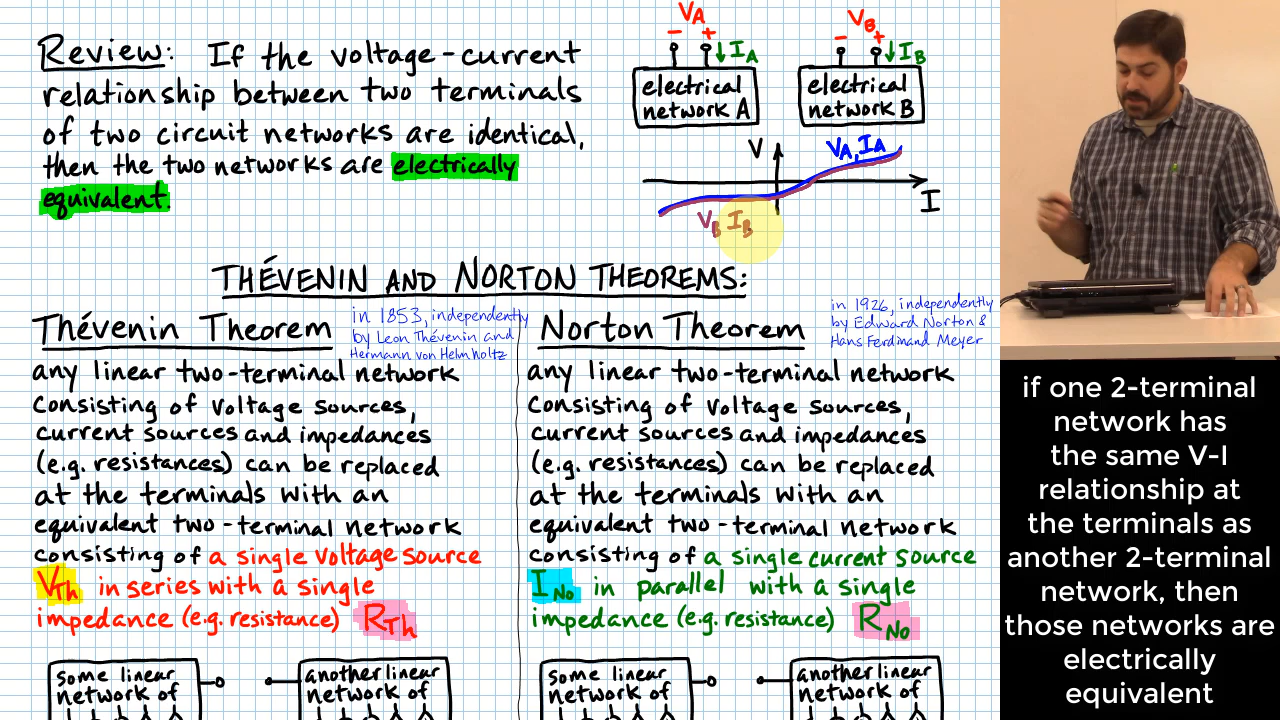 Review: If the voltage-current
relationship between two terminals
of two circuit networks are identical,
then the two networks are electrically
equivalent.
VA
- +
↓IA
electrical
network A
VB
- +
↓IB
electrical
network B
V
VA, IA
I
VB IB
THÉVENIN AND NORTON THEOREMS:
Thévenin Theorem
in 1853, independently
by Leon Thévenin and
Hermann von Helmholtz
any linear two-terminal network
consisting of voltage sources,
current sources and impedances
(e.g. resistances) can be replaced
at the terminals with an
equivalent two-terminal network
consisting of a single voltage source
VTh in series with a single
impedance (e.g. resistance) RTh
some linear
network of
another linear
network of
Norton Theorem
in 1926, independently
by Edward Norton &
Hans Ferdinand Meyer
any linear two-terminal network
consisting of voltage sources,
current sources and impedances
(e.g. resistances) can be replaced
at the terminals with an
equivalent two-terminal network
consisting of a single current source
INo in parallel with a single
impedance (e.g. resistance) RNo
some linear
network of
another linear
network of
if one 2-terminal
network has
the same V-I
relationship at
the terminals as
another 2-terminal
network, then
those networks are
electrically
equivalent